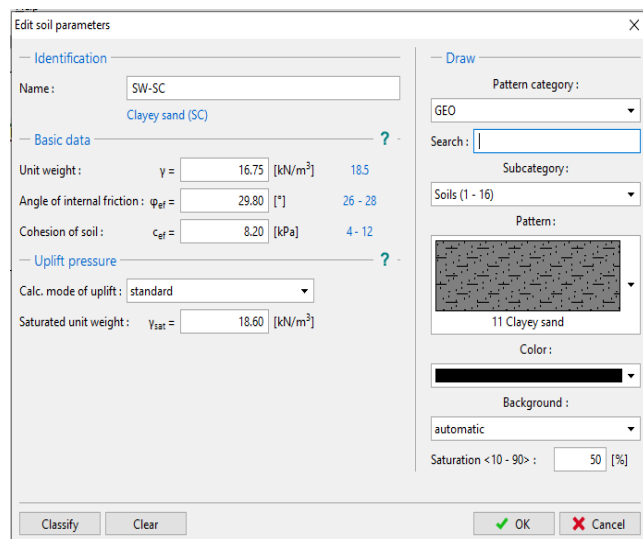 Edit soil parameters
Identification
Name :
SW-SC
Clayey sand (SC)
Basic data
?
Unit weight : γ = 16.75 [kN/m³] 18.5
Angle of internal friction : φef = 29.80 [°] 26 - 28
Cohesion of soil : cef = 8.20 [kPa] 4 - 12
Uplift pressure
?
Calc. mode of uplift : standard
Saturated unit weight : γsat = 18.60 [kN/m³]
Draw
Pattern category :
GEO
Search :
Subcategory :
Soils (1 - 16)
Pattern :
11 Clayey sand
Color :
Background :
automatic
Saturation <10 - 90> : 50 [%]
Classify
Clear
OK
Cancel